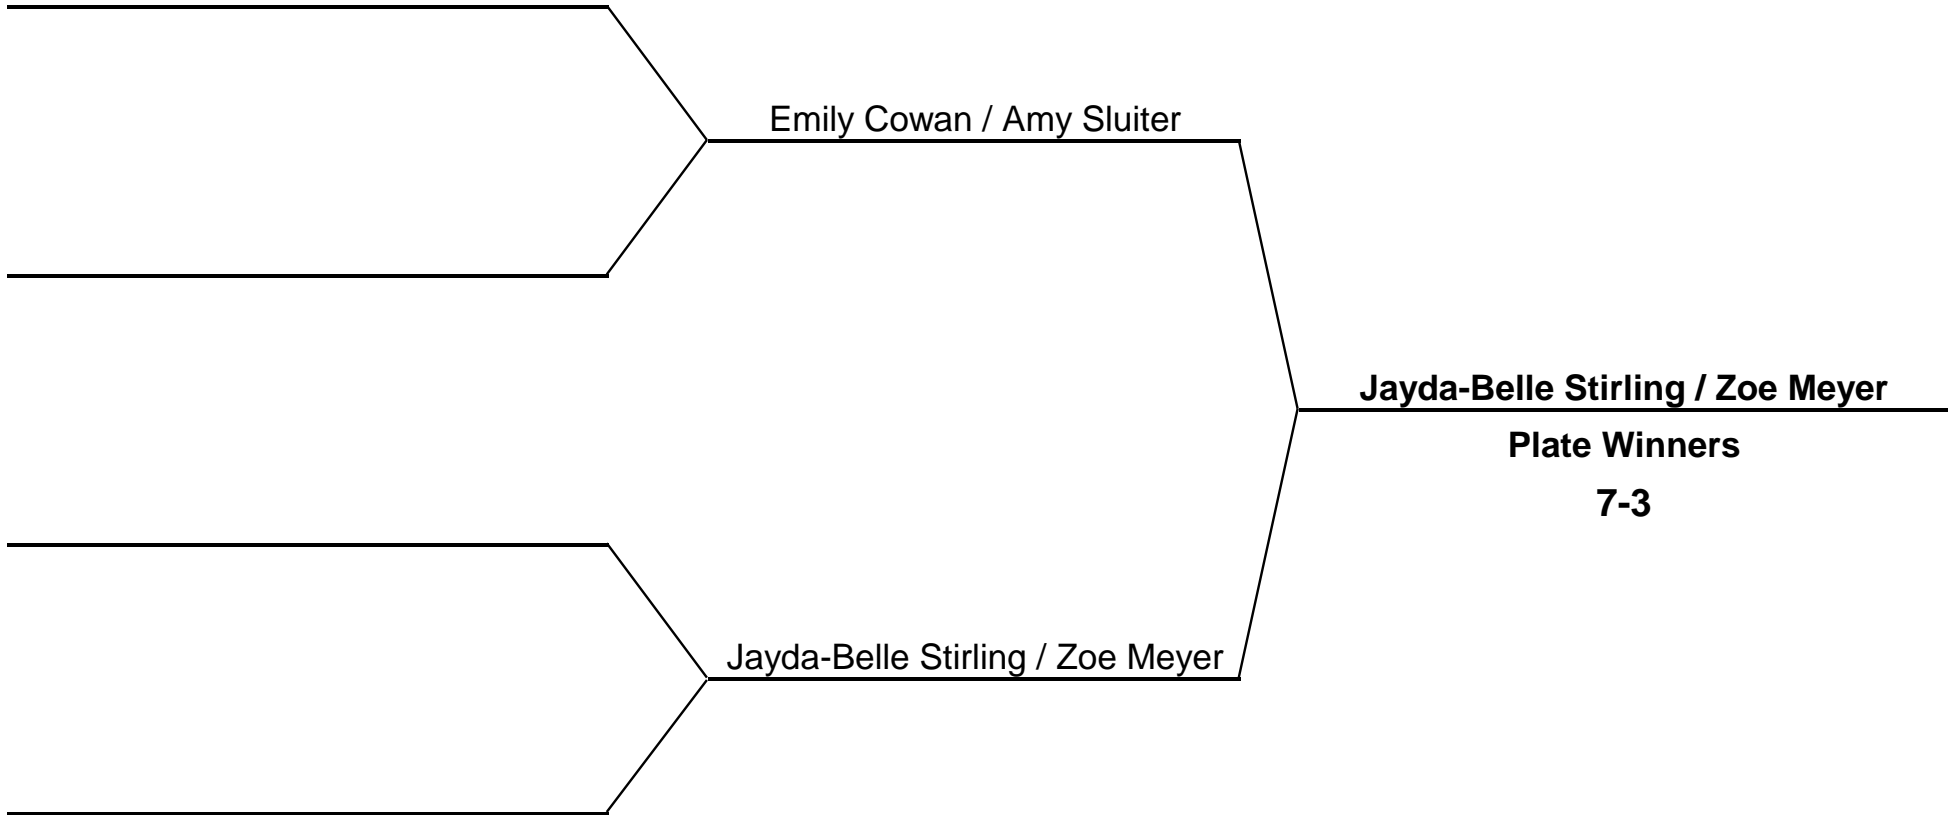 Emily Cowan / Amy Sluiter
Jayda-Belle Stirling / Zoe Meyer
Plate Winners
7-3
Jayda-Belle Stirling / Zoe Meyer